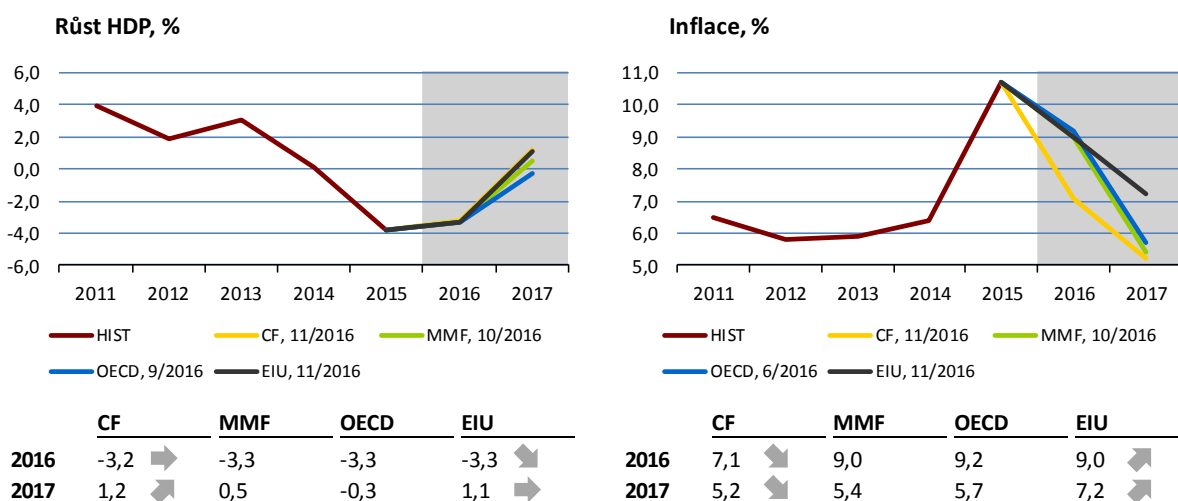 Růst HDP, %
6,0
4,0
2,0
0,0
-2,0
-4,0
-6,0
2011 2012 2013 2014 2015 2016 2017
HIST CF, 11/2016 MMF, 10/2016
OECD, 9/2016 EIU, 11/2016
CF MMF OECD EIU
2016 -3,2 -3,3 -3,3 -3,3
2017 1,2 0,5 -0,3 1,1
Inflace, %
11,0
10,0
9,0
8,0
7,0
6,0
5,0
2011 2012 2013 2014 2015 2016 2017
HIST CF, 11/2016 MMF, 10/2016
OECD, 6/2016 EIU, 11/2016
CF MMF OECD EIU
2016 7,1 9,0 9,2 9,0
2017 5,2 5,4 5,7 7,2